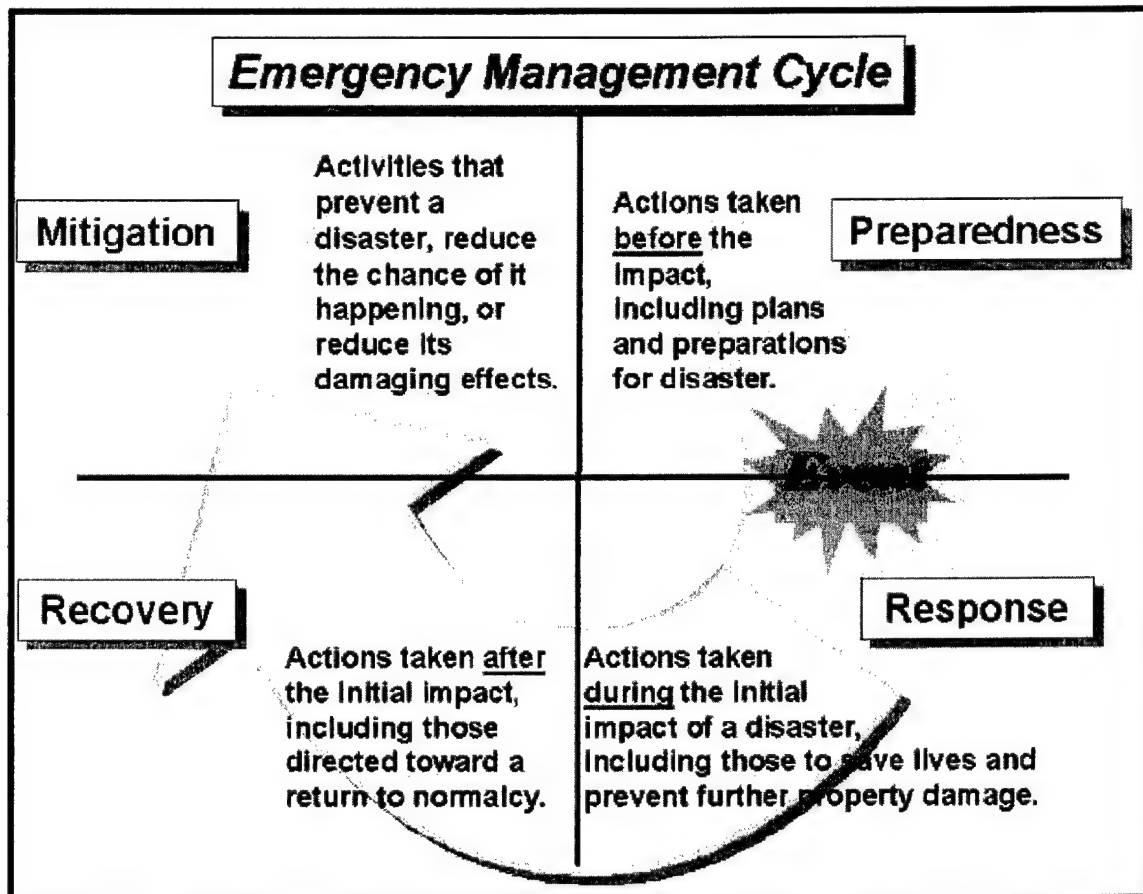 Emergency Management Cycle
Mitigation
Activities that
prevent a
disaster, reduce
the chance of it
happening, or
reduce its
damaging effects.
Actions taken
before the
impact,
including plans
and preparations
for disaster.
Preparedness
Event
Recovery
Actions taken after
the initial impact,
including those
directed toward a
return to normalcy.
Response
Actions taken
during the initial
impact of a disaster,
including those to save lives and
prevent further property damage.